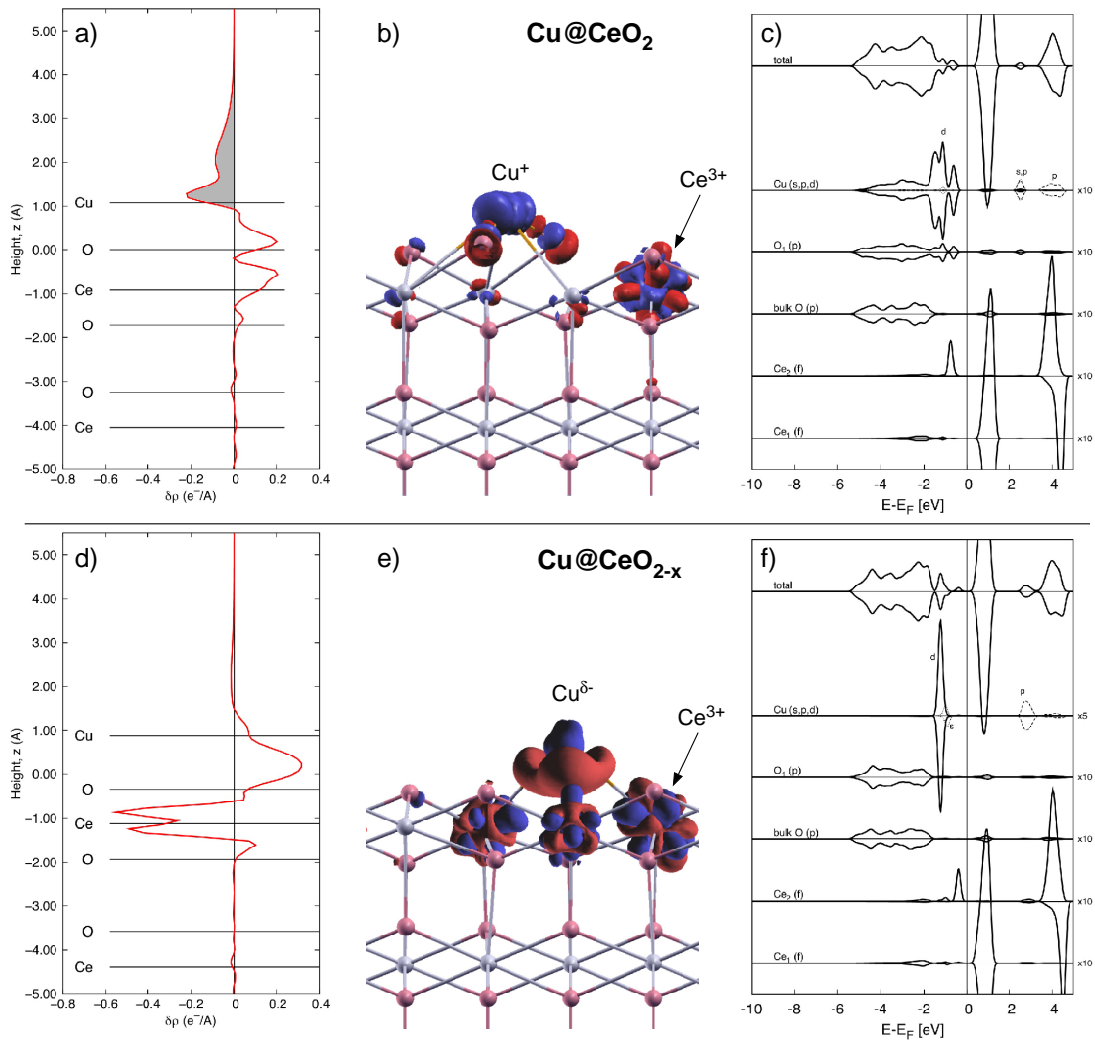 a)
5.00
4.00
3.00
2.00
1.00
0.00
−1.00
−2.00
−3.00
−4.00
−5.00
Height, z (A)
Cu
O
Ce
O
O
Ce
−0.8 −0.6 −0.4 −0.2 0 0.2 0.4
δρ (e⁻/A)
b)
Cu@CeO₂
Cu⁺
Ce³⁺
c)
total
d
s,p
p
Cu (s,p,d)
x10
O₁ (p)
x10
bulk O (p)
x10
Ce₂ (f)
x10
Ce₁ (f)
x10
-10 -8 -6 -4 -2 0 2 4
E-E_F [eV]
d)
5.00
4.00
3.00
2.00
1.00
0.00
−1.00
−2.00
−3.00
−4.00
−5.00
Height, z (A)
Cu
O
Ce
O
O
Ce
−0.8 −0.6 −0.4 −0.2 0 0.2 0.4
δρ (e⁻/A)
e)
Cu@CeO₂₋ₓ
Cu^δ-
Ce³⁺
f)
total
d
p
Cu (s,p,d)
s
x5
O₁ (p)
x10
bulk O (p)
x10
Ce₂ (f)
x10
Ce₁ (f)
x10
-10 -8 -6 -4 -2 0 2 4
E-E_F [eV]